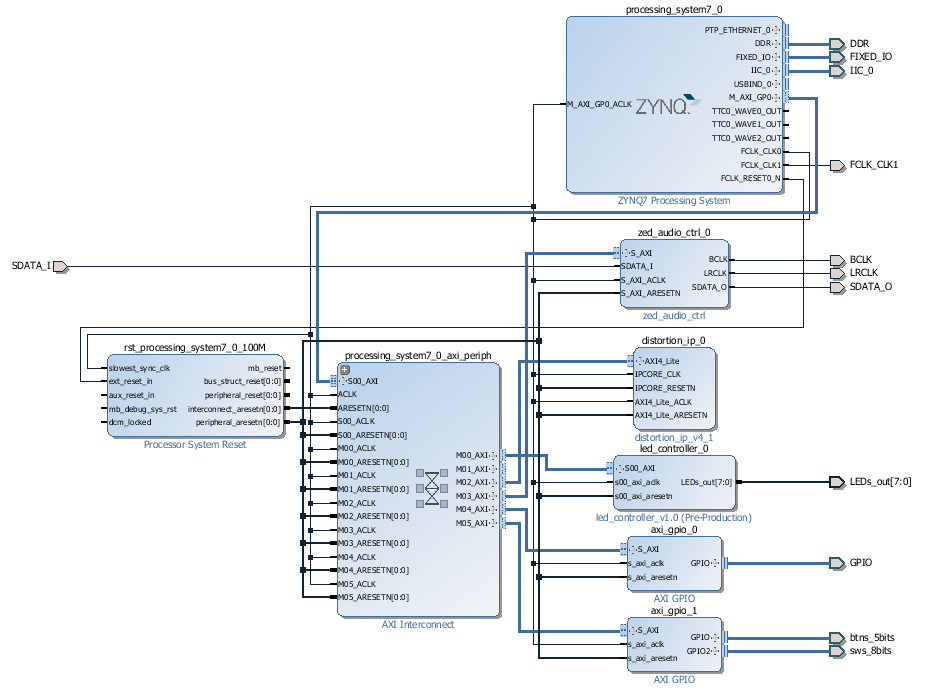 processing_system7_0
PTP_ETHERNET_0
DDR
FIXED_IO
IIC_0
USBIND_0
M_AXI_GP0
M_AXI_GP0_ACLK
ZYNQ
TTC0_WAVE0_OUT
TTC0_WAVE1_OUT
TTC0_WAVE2_OUT
FCLK_CLK0
FCLK_CLK1
FCLK_RESET0_N
ZYNQ7 Processing System
DDR
FIXED_IO
IIC_0
FCLK_CLK1
zed_audio_ctrl_0
SDATA_I
S_AXI
SDATA_I
S_AXI_ACLK
S_AXI_ARESETN
BCLK
LRCLK
SDATA_O
zed_audio_ctrl
BCLK
LRCLK
SDATA_O
rst_processing_system7_0_100M
slowest_sync_clk
ext_reset_in
aux_reset_in
mb_debug_sys_rst
dcm_locked
mb_reset
bus_struct_reset[0:0]
peripheral_reset[0:0]
interconnect_aresetn[0:0]
peripheral_aresetn[0:0]
Processor System Reset
processing_system7_0_axi_periph
S00_AXI
ACLK
ARESETN[0:0]
S00_ACLK
S00_ARESETN[0:0]
M00_ACLK
M00_ARESETN[0:0]
M01_ACLK
M01_ARESETN[0:0]
M02_ACLK
M02_ARESETN[0:0]
M03_ACLK
M03_ARESETN[0:0]
M04_ACLK
M04_ARESETN[0:0]
M05_ACLK
M05_ARESETN[0:0]
M00_AXI
M01_AXI
M02_AXI
M03_AXI
M04_AXI
M05_AXI
AXI Interconnect
distortion_ip_0
AXI4_Lite
IPCORE_CLK
IPCORE_RESETN
AXI4_Lite_ACLK
AXI4_Lite_ARESETN
distortion_ip_v4_1
led_controller_0
S00_AXI
s00_axi_aclk
s00_axi_aresetn
LEDs_out[7:0]
led_controller_v1.0 (Pre-Production)
LEDs_out[7:0]
axi_gpio_0
S_AXI
s_axi_aclk
s_axi_aresetn
GPIO
AXI GPIO
GPIO
axi_gpio_1
S_AXI
s_axi_aclk
s_axi_aresetn
GPIO
GPIO2
AXI GPIO
btns_5bits
sws_8bits